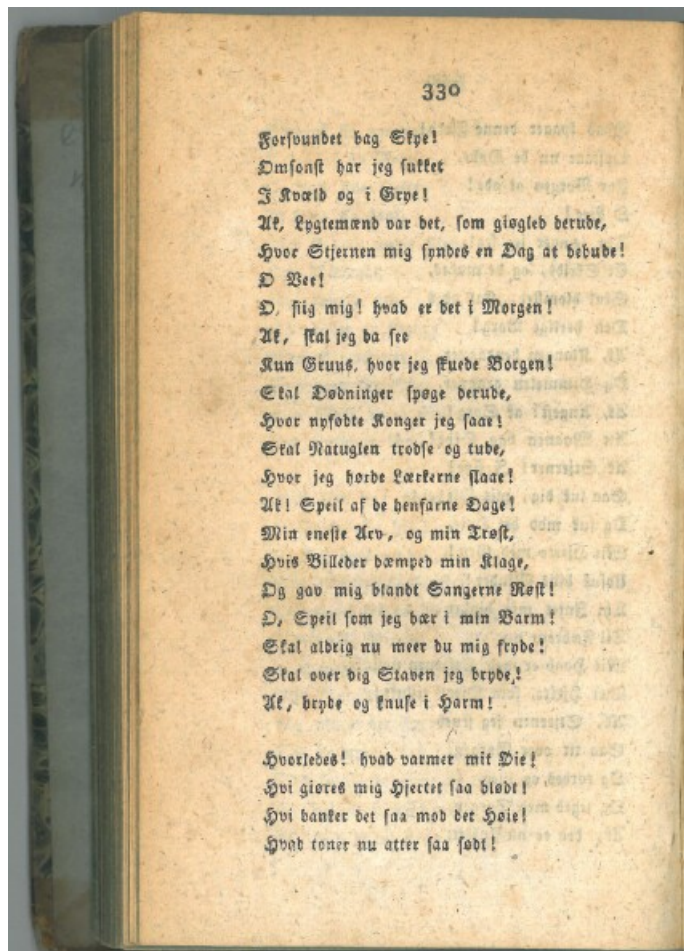 330
Forsvundet bag Skye!
Omsonst har jeg sukket
I Kvæld og i Grye!
Ak, Lygtemænd var det, som giøgled derude,
Hvor Stjernen mig syndes en Dag at bebude!
O Vee!
O, siig mig! hvad er det i Morgen!
Ak, skal jeg da see
Kun Gruus, hvor jeg skuede Borgen!
Skal Dødninger spøge derude,
Hvor nyfødte Konger jeg saae!
Skal Natuglen trodse og tude,
Hvor jeg hørde Lærkerne slaae!
Ak! Speil af de henfarne Dage!
Min eneste Arv, og min Trøst,
Hvis Billeder dæmped min Klage,
Og gav mig blandt Sangerne Røst!
O, Speil som jeg bær i min Barm!
Skal aldrig nu meer du mig fryde!
Skal over dig Staven jeg bryde!
Ak, bryde og knuse i Harm!
Hvorledes! hvad varmer mit Øie!
Hvi giøres mig Hjertet saa blødt!
Hvi banker det saa mod det Høie!
Hvad toner nu atter saa sødt!